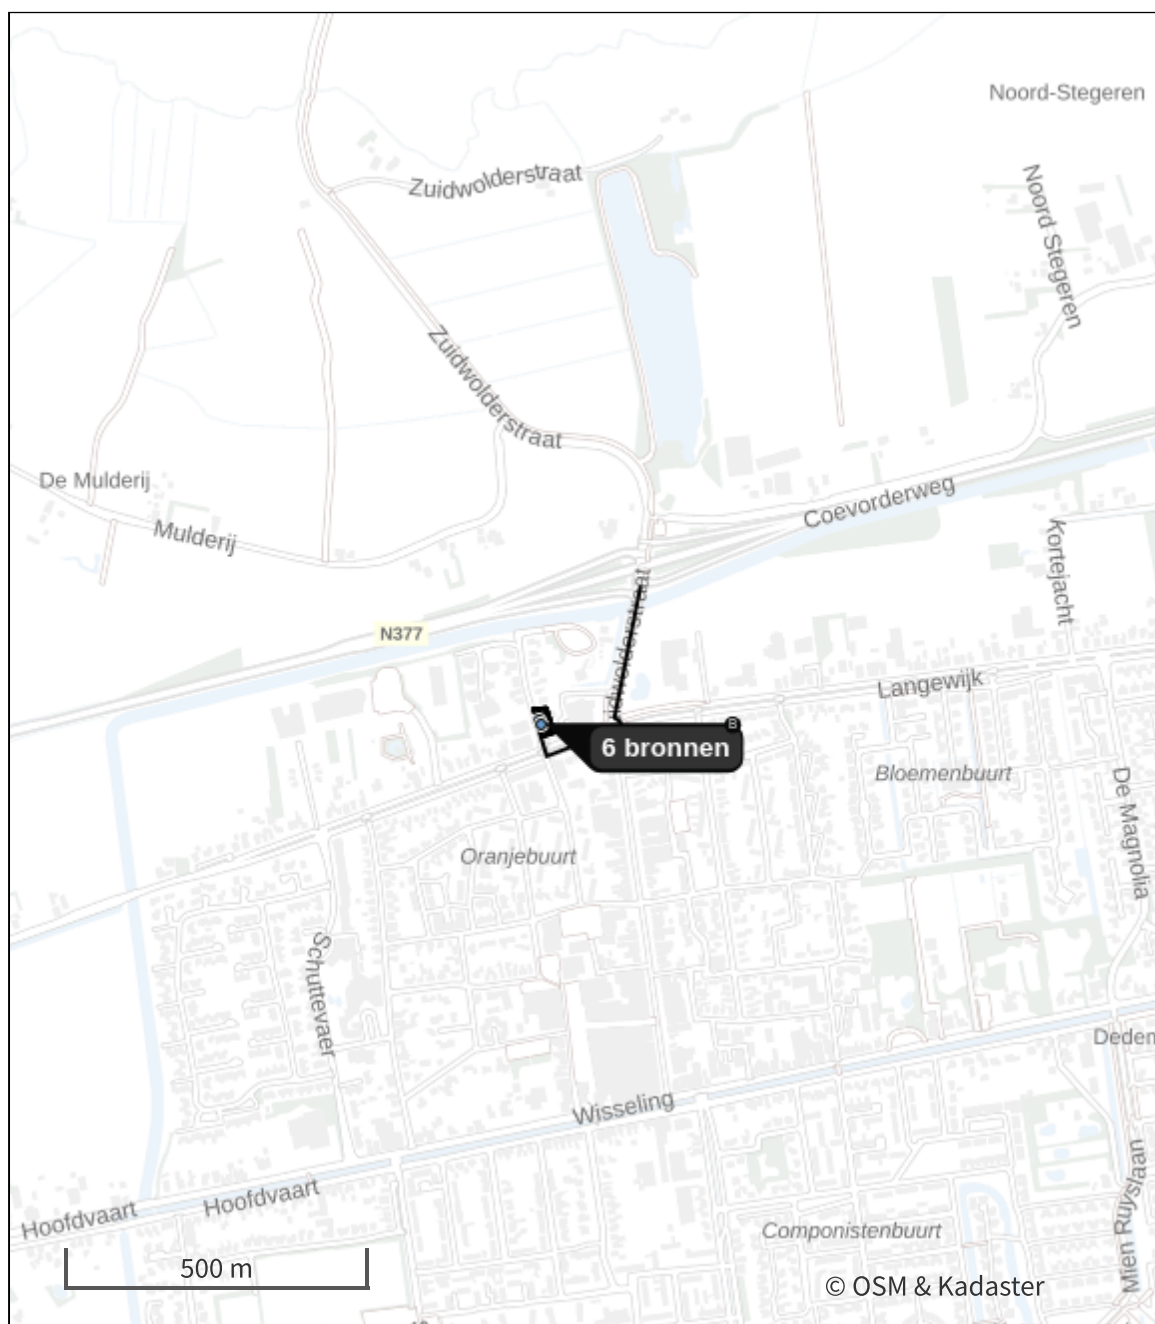 Noord-Stegeren
Zuidwolderstraat
Noord Stegeren
Zuidwolderstraat
De Mulderij
Coevorderweg
Mulderij
Kortejacht
N377
Langewijk
B
6 bronnen
Bloemenbuurt
De Magnolia
Oranjebuurt
Schuttevaer
Dedem
Wisseling
Mien Ruyslaan
Hoofdvaart
Hoofdvaart
Componistenbuurt
500 m
© OSM & Kadaster